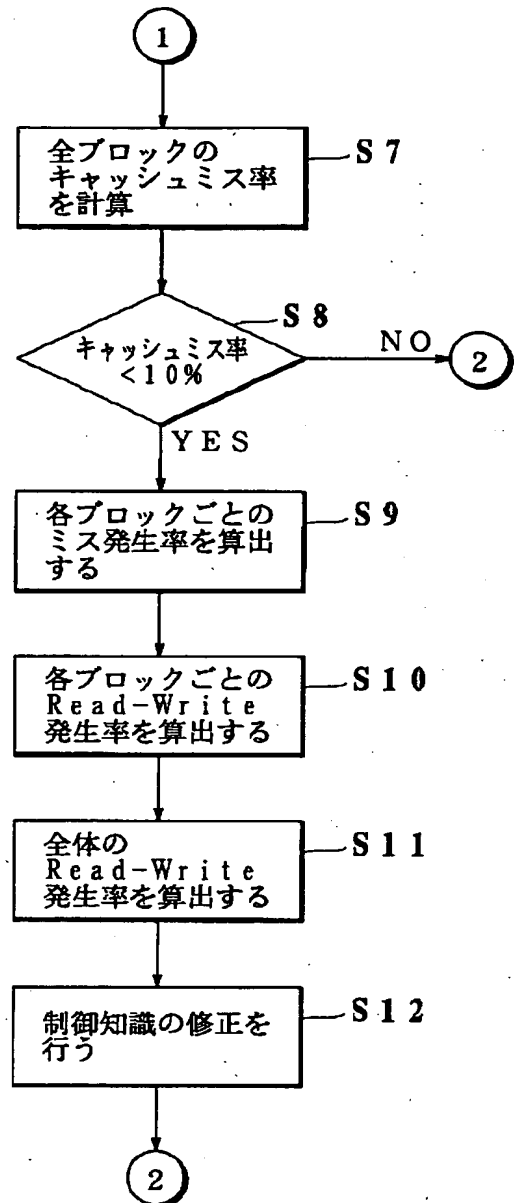 1
全ブロックの
キャッシュミス率
を計算
S7
S8
キャッシュミス率
<10%
NO
2
YES
各ブロックごとの
ミス発生率を算出
する
S9
各ブロックごとの
Read-Write
発生率を算出する
S10
全体の
Read-Write
発生率を算出する
S11
制御知識の修正を
行う
S12
2